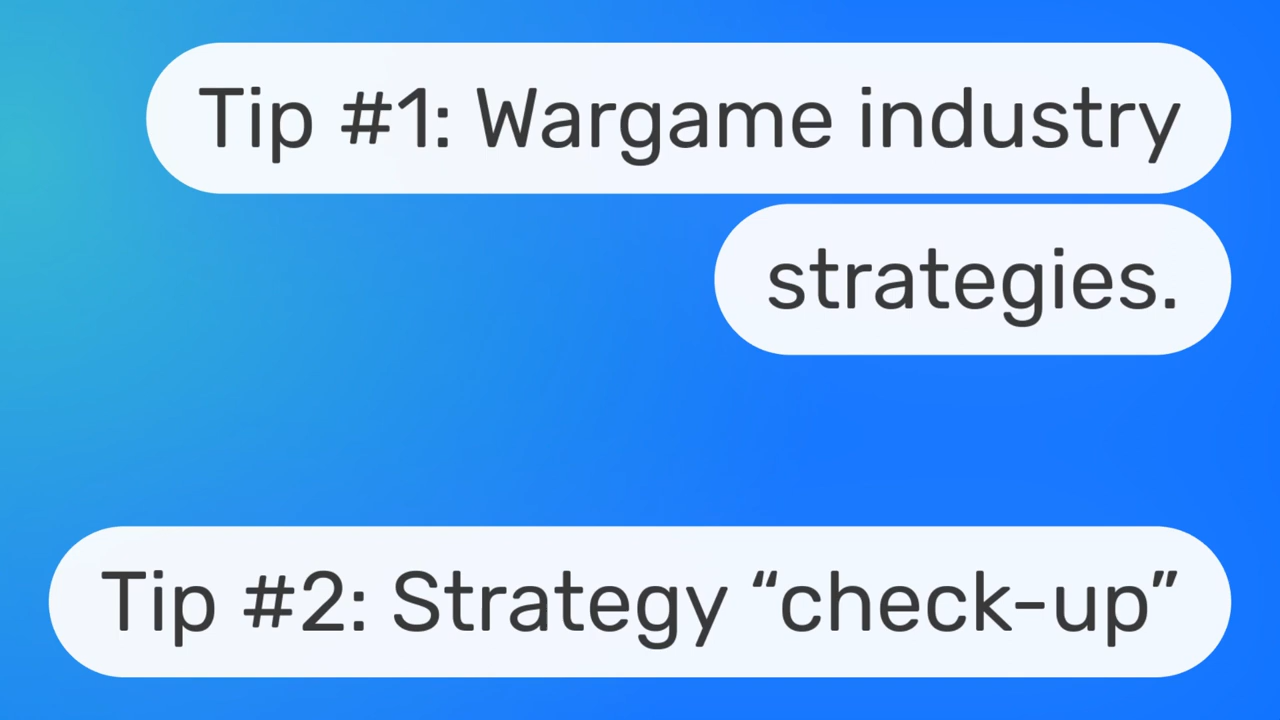 Tip #1: Wargame industry
strategies.
Tip #2: Strategy “check-up”